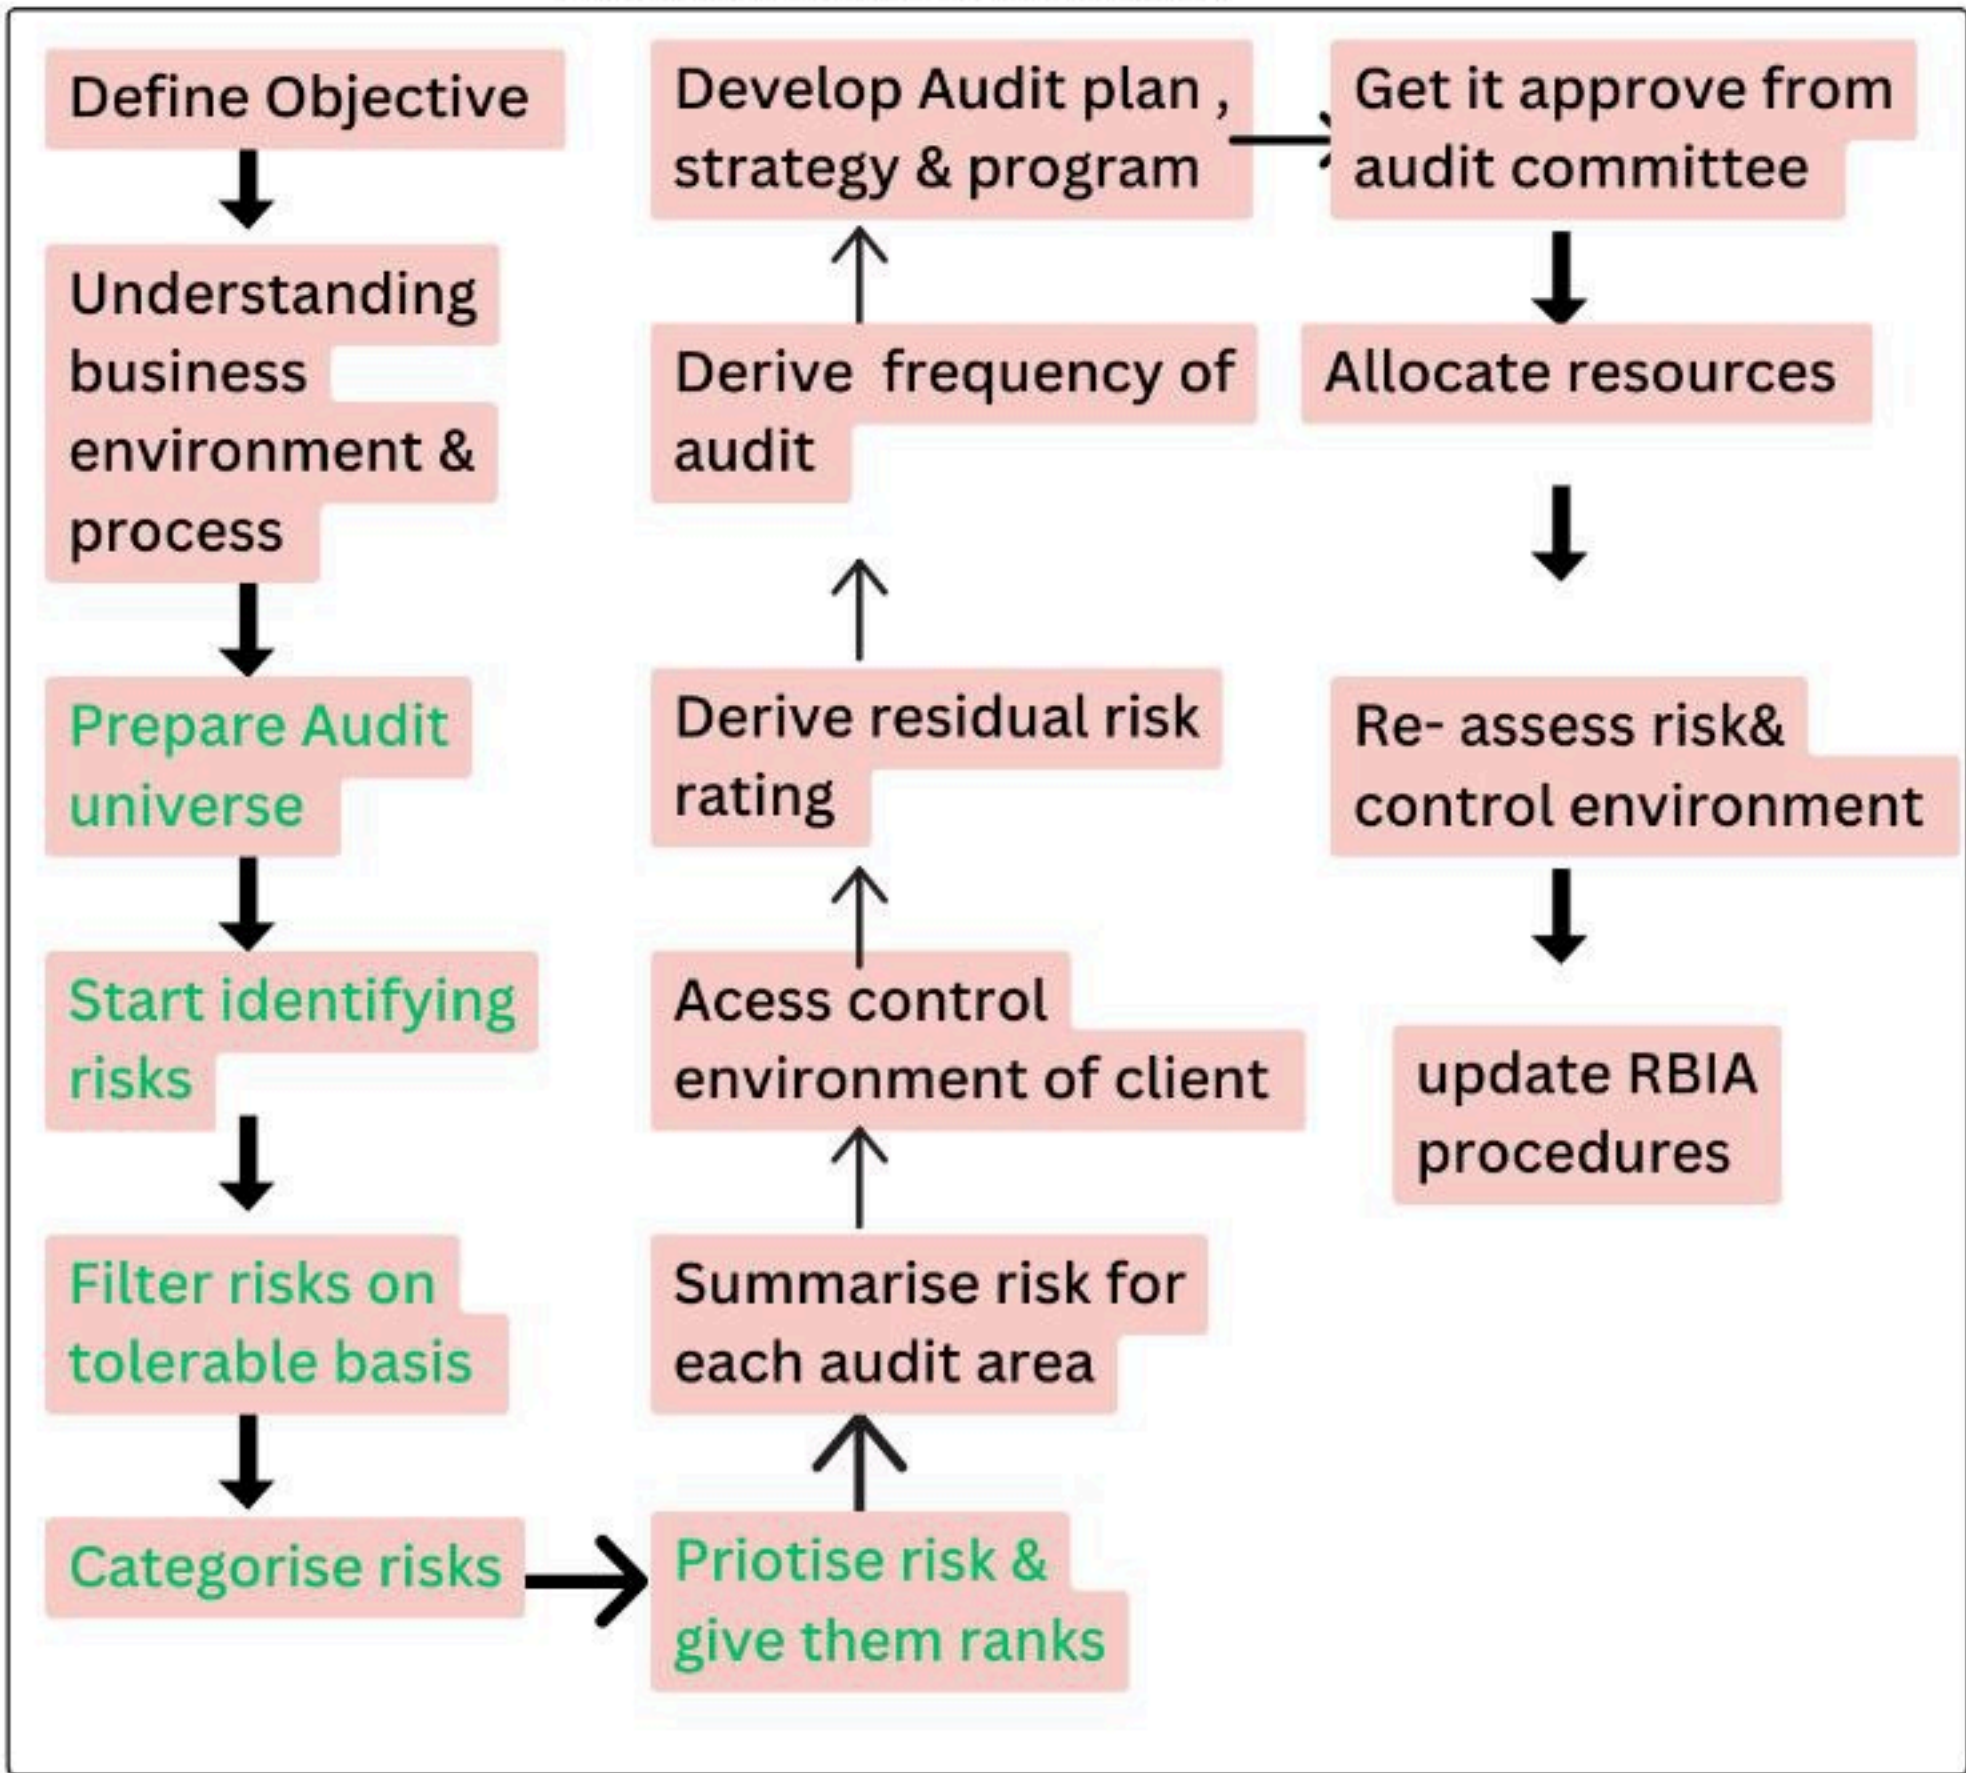 Define Objective
Understanding
business
environment &
process
Prepare Audit
universe
Start identifying
risks
Filter risks on
tolerable basis
Categorise risks
Priotise risk &
give them ranks
Summarise risk for
each audit area
Acess control
environment of client
Derive residual risk
rating
Derive frequency of
audit
Develop Audit plan ,
strategy & program
Get it approve from
audit committee
Allocate resources
Re- assess risk&
control environment
update RBIA
procedures